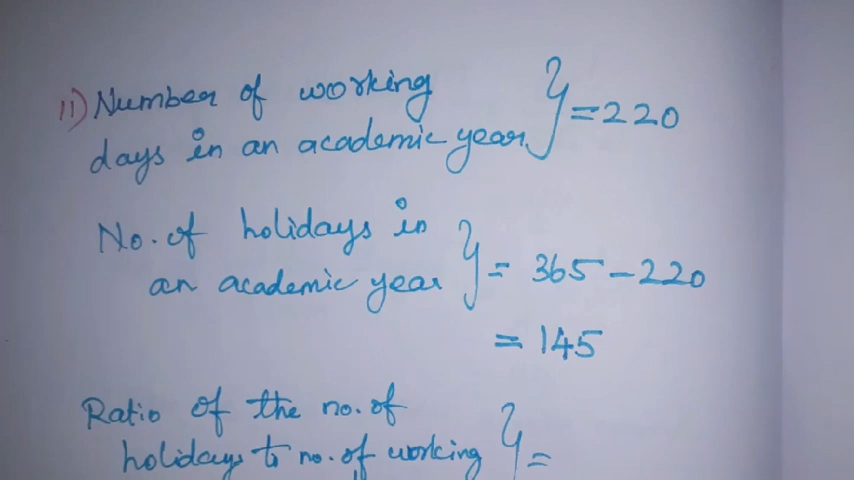 11) Number of working
days in an academic year } = 220
No. of holidays in
an academic year } = 365 - 220
= 145
Ratio of the no. of
holidays to no. of working } =